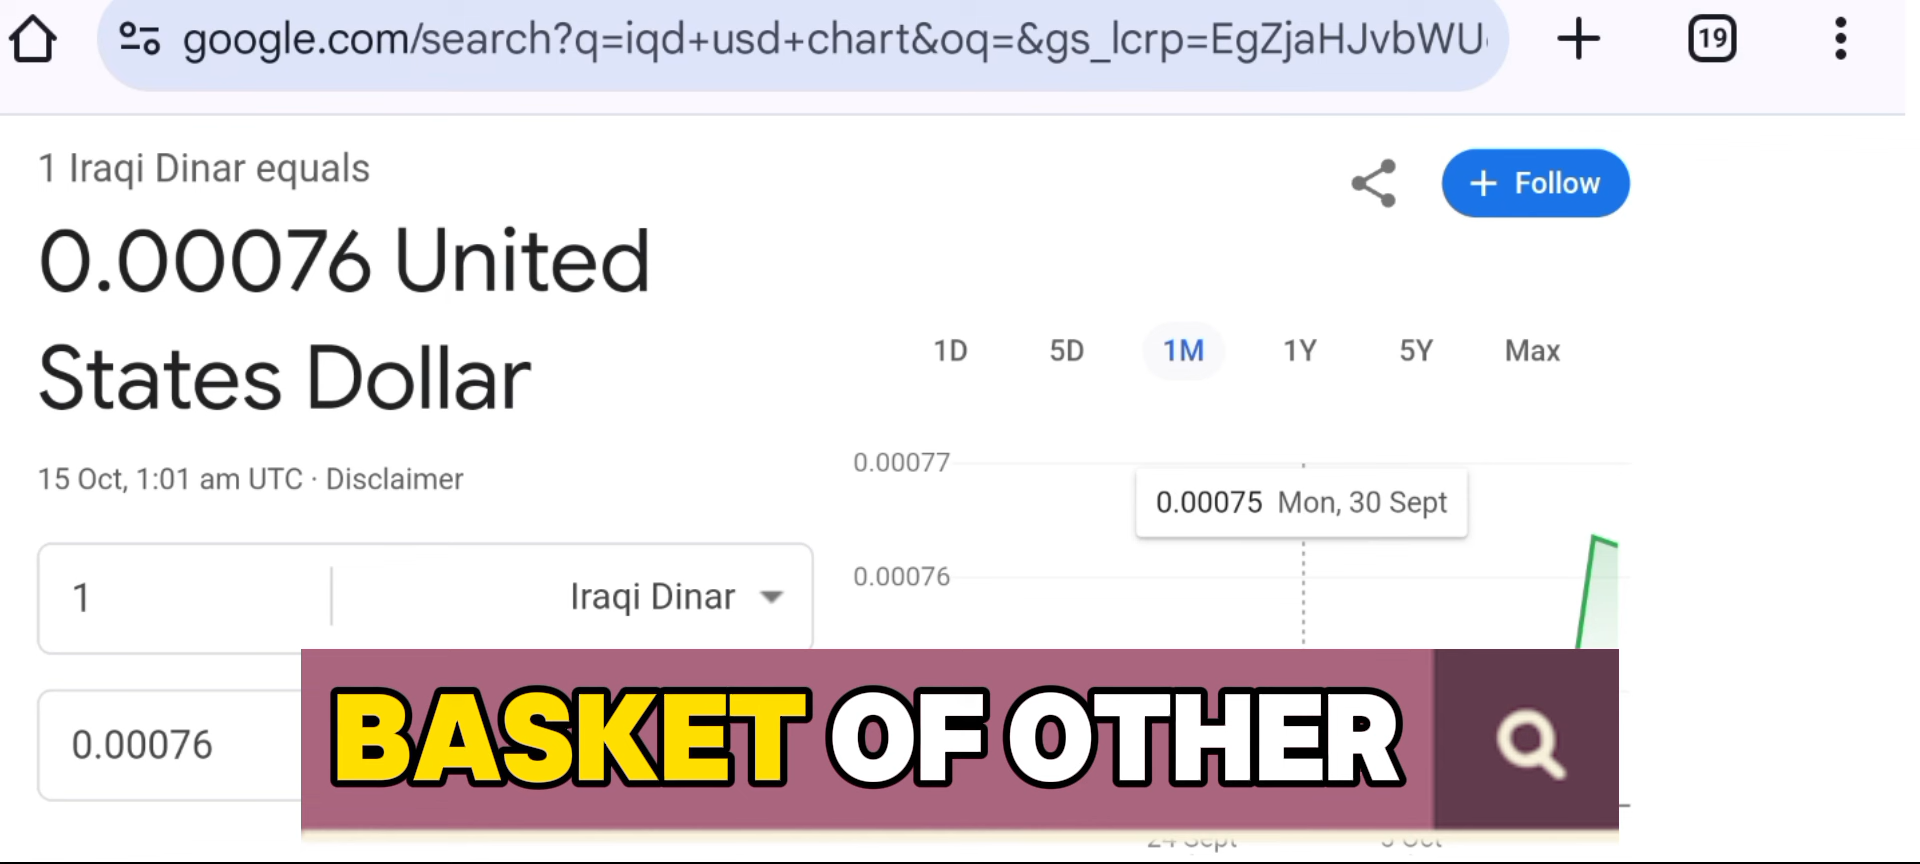 google.com/search?q=iqd+usd+chart&oq=&gs_lcrp=EgZjaHJvbWU
19
1 Iraqi Dinar equals
0.00076 United
States Dollar
15 Oct, 1:01 am UTC · Disclaimer
+ Follow
1D 5D 1M 1Y 5Y Max
0.00077
0.00075 Mon, 30 Sept
0.00076
1 Iraqi Dinar
0.00076
BASKET OF OTHER
24 Sept